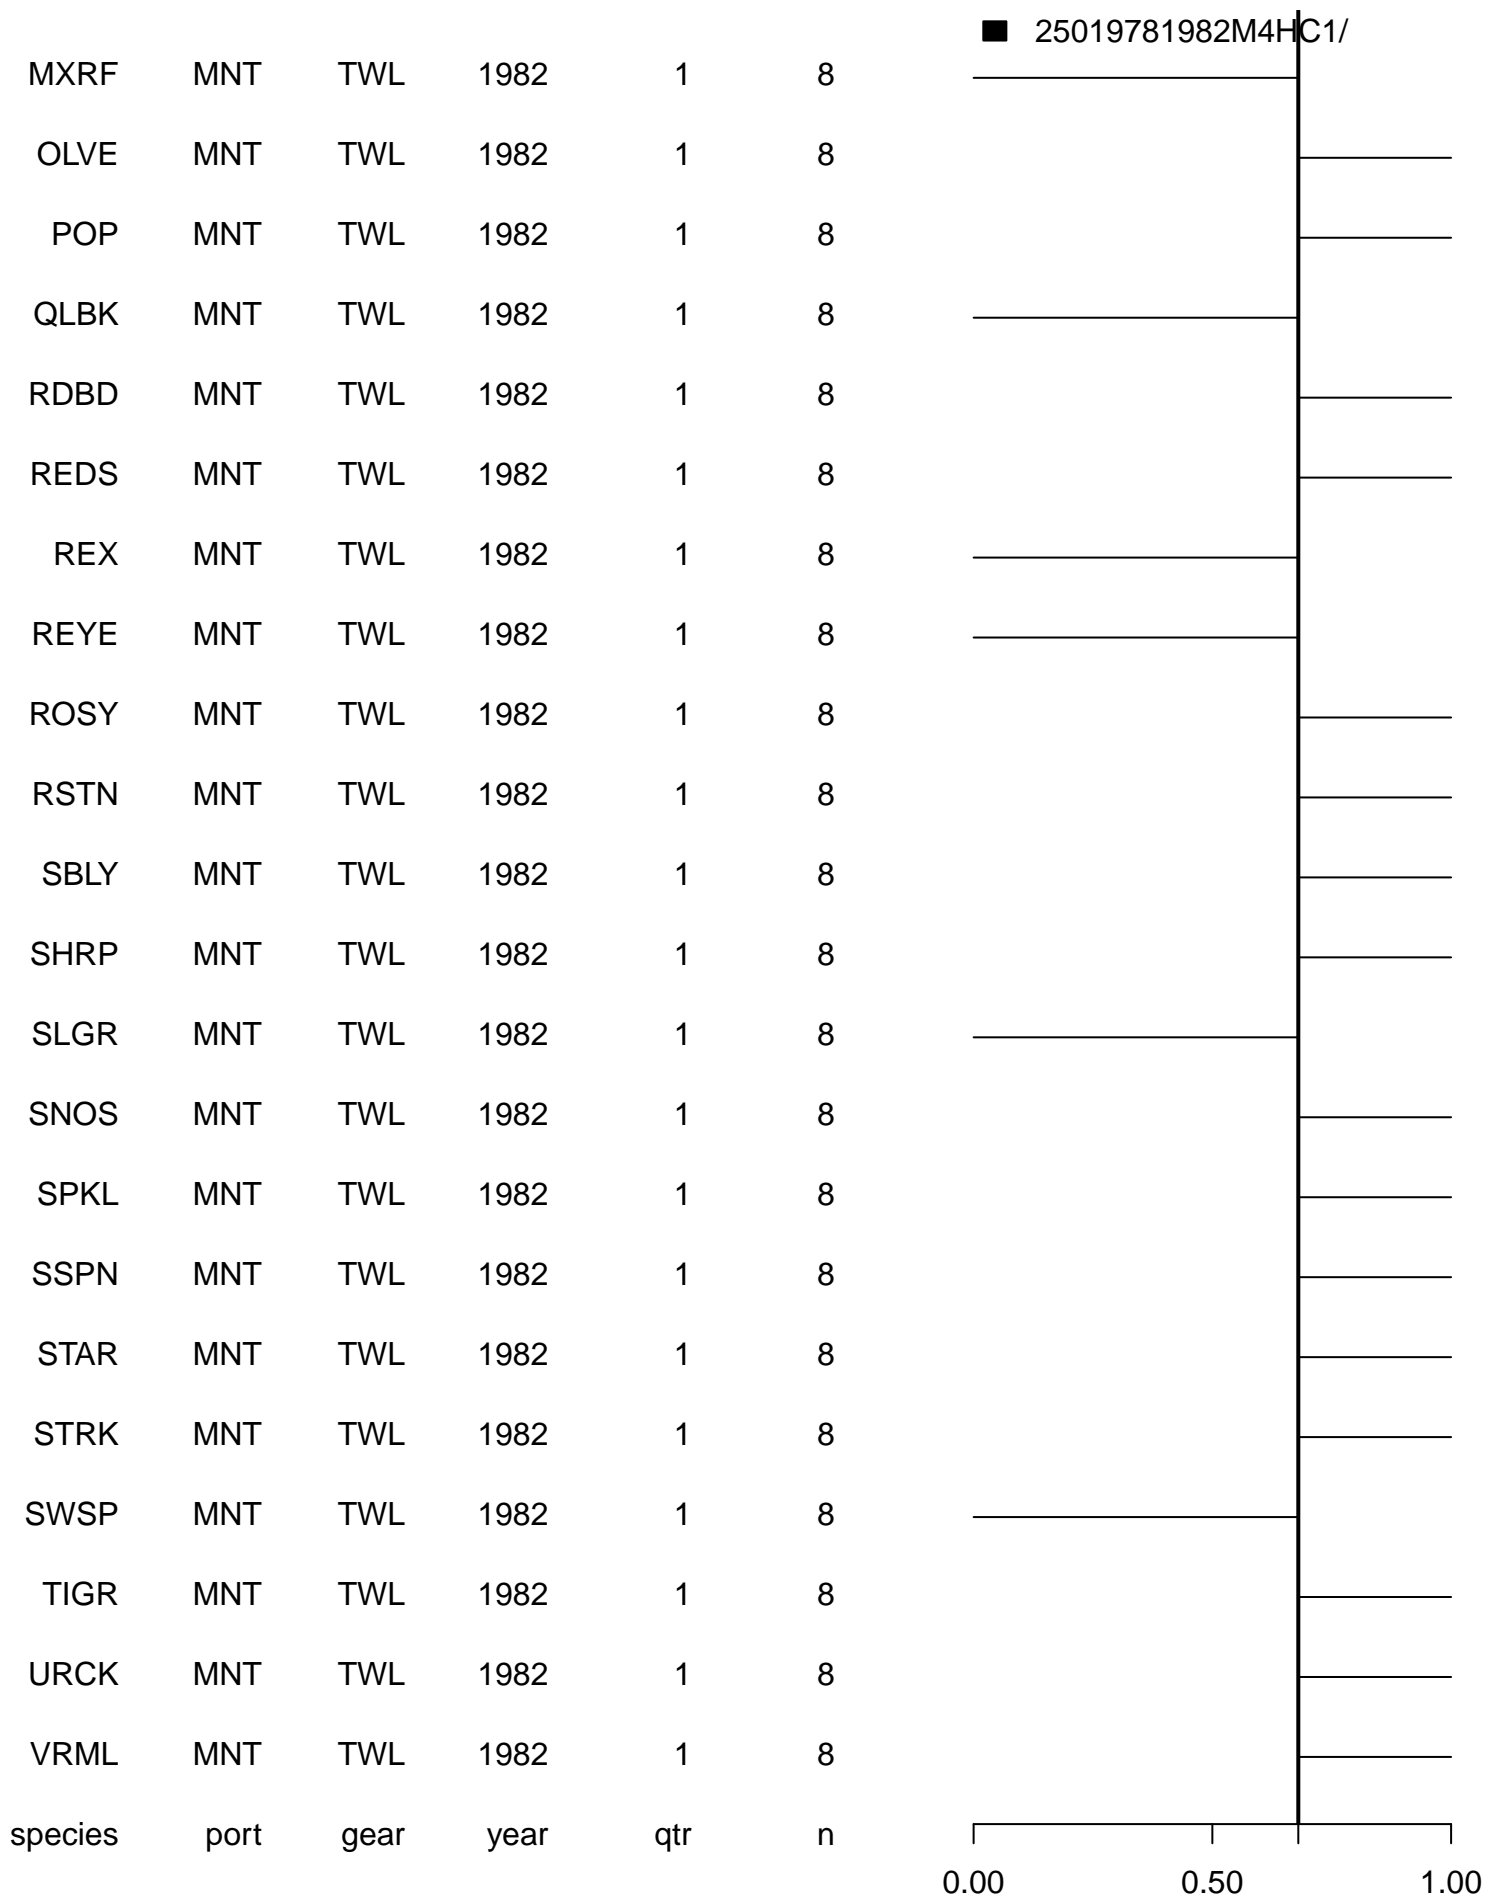 25019781982M4HC1/
MXRF MNT TWL 1982 1 8
OLVE MNT TWL 1982 1 8
POP MNT TWL 1982 1 8
QLBK MNT TWL 1982 1 8
RDBD MNT TWL 1982 1 8
REDS MNT TWL 1982 1 8
REX MNT TWL 1982 1 8
REYE MNT TWL 1982 1 8
ROSY MNT TWL 1982 1 8
RSTN MNT TWL 1982 1 8
SBLY MNT TWL 1982 1 8
SHRP MNT TWL 1982 1 8
SLGR MNT TWL 1982 1 8
SNOS MNT TWL 1982 1 8
SPKL MNT TWL 1982 1 8
SSPN MNT TWL 1982 1 8
STAR MNT TWL 1982 1 8
STRK MNT TWL 1982 1 8
SWSP MNT TWL 1982 1 8
TIGR MNT TWL 1982 1 8
URCK MNT TWL 1982 1 8
VRML MNT TWL 1982 1 8
species port gear year qtr n
0.00 0.50 1.00